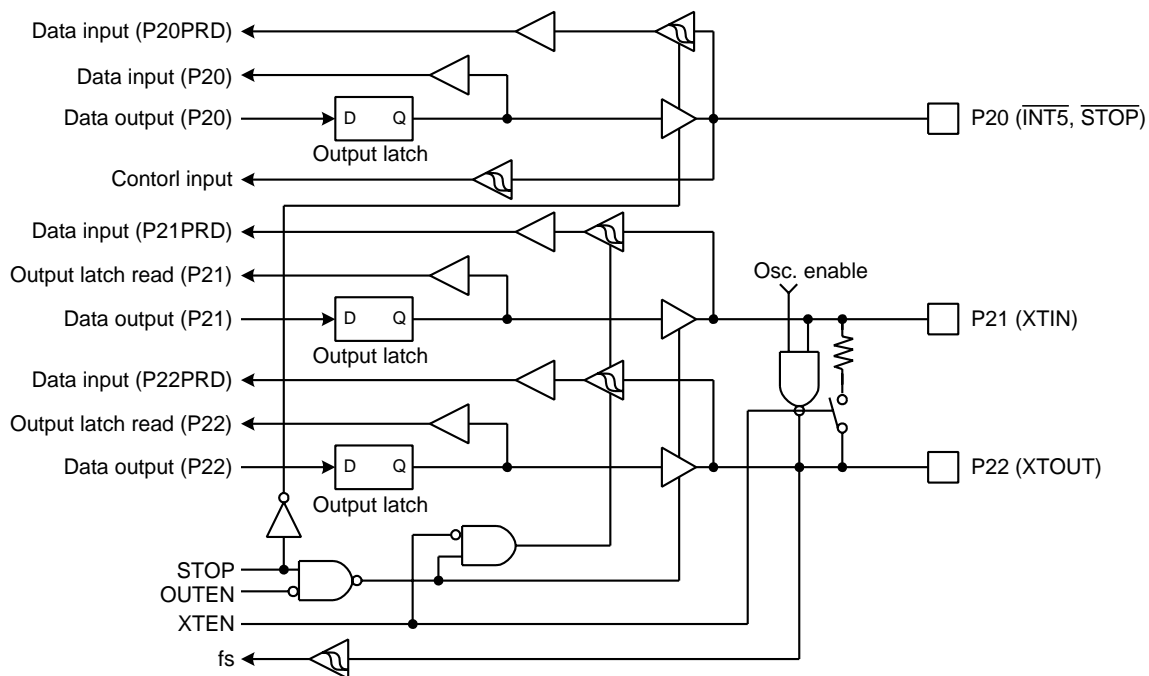 Data input (P20PRD)
Data input (P20)
Data output (P20)
D Q
Output latch
P20 (INT5, STOP)
Contorl input
Data input (P21PRD)
Output latch read (P21)
Osc. enable
Data output (P21)
D Q
Output latch
P21 (XTIN)
Data input (P22PRD)
Output latch read (P22)
Data output (P22)
D Q
Output latch
P22 (XTOUT)
STOP
OUTEN
XTEN
fs